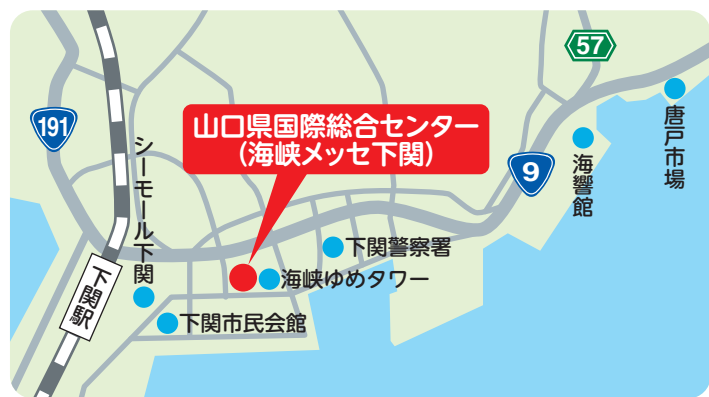 57
191
山口県国際総合センター
(海峡メッセ下関)
9
唐戸市場
海響館
シーモール下関
下関警察署
海峡ゆめタワー
下関駅
下関市民会館